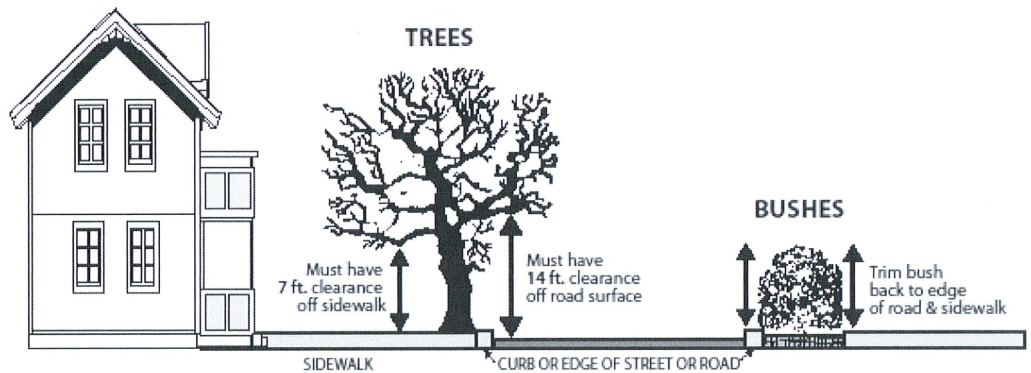 TREES
Must have
7 ft. clearance
off sidewalk
Must have
14 ft. clearance
off road surface
BUSHES
Trim bush
back to edge
of road & sidewalk
SIDEWALK
CURB OR EDGE OF STREET OR ROAD